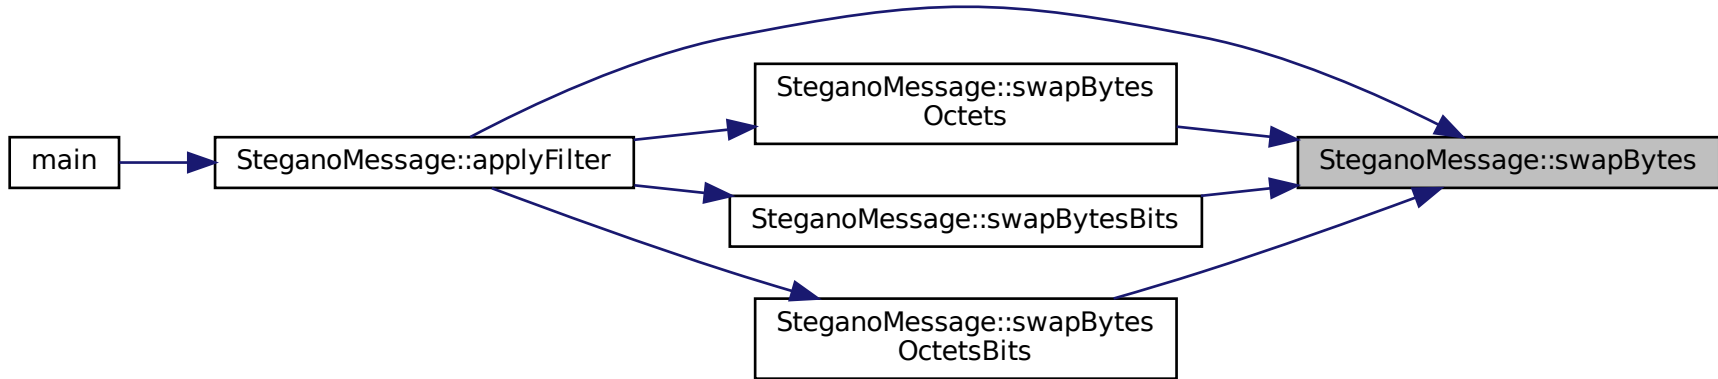 main
SteganoMessage::applyFilter
SteganoMessage::swapBytes
Octets
SteganoMessage::swapBytesBits
SteganoMessage::swapBytes
OctetsBits
SteganoMessage::swapBytes